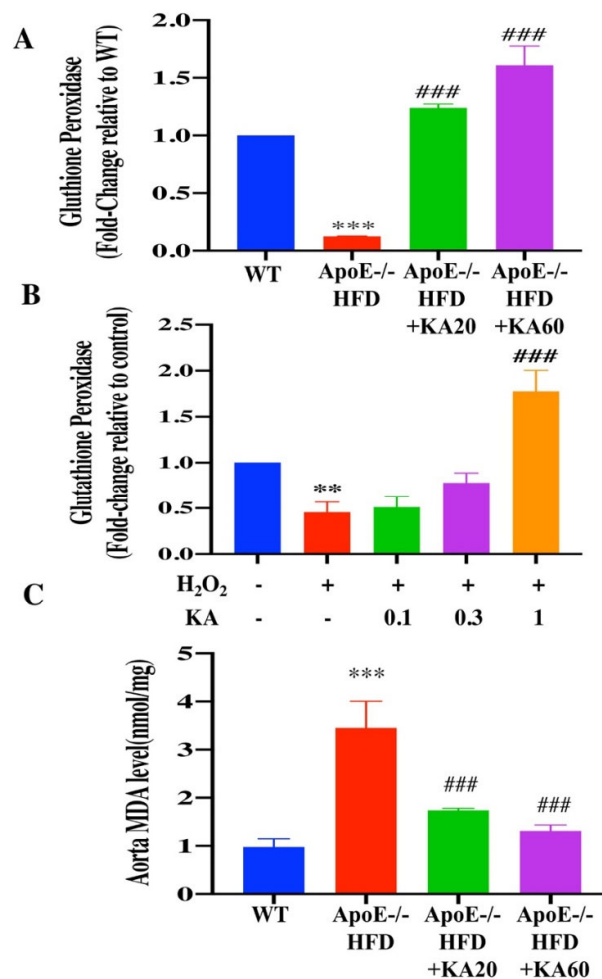 A
Gluthione Peroxidase
(Fold-Change relative to WT)
2.0
1.5
1.0
0.5
0.0
***
###
###
WT
ApoE-/-
HFD
ApoE-/-
HFD
+KA20
ApoE-/-
HFD
+KA60
B
Glutathione Peroxidase
(Fold-change relative to control)
2.5
2.0
1.5
1.0
0.5
0.0
**
###
H₂O₂ - + + + +
KA - - 0.1 0.3 1
C
Aorta MDA level(nmol/mg)
5
4
3
2
1
0
***
###
###
WT
ApoE-/-
HFD
ApoE-/-
HFD
+KA20
ApoE-/-
HFD
+KA60